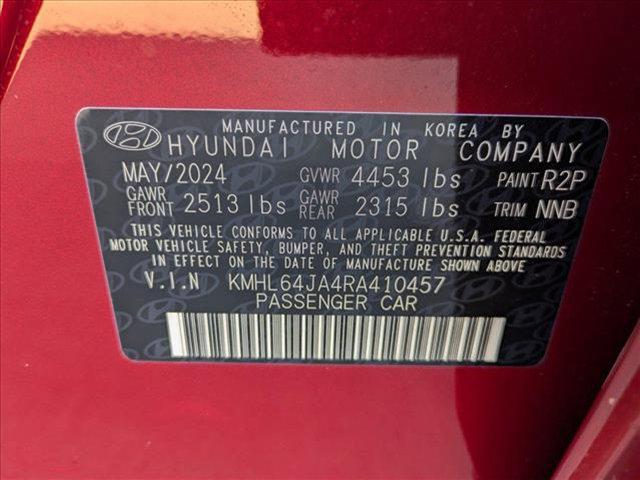 MANUFACTURED IN KOREA BY
HYUNDAI MOTOR COMPANY
MAY/2024 GVWR 4453 lbs PAINT R2P
GAWR FRONT 2513 lbs GAWR REAR 2315 lbs TRIM NNB
THIS VEHICLE CONFORMS TO ALL APPLICABLE U.S.A. FEDERAL
MOTOR VEHICLE SAFETY, BUMPER, AND THEFT PREVENTION STANDARDS
IN EFFECT ON THE DATE OF MANUFACTURE SHOWN ABOVE
V.I.N KMHL64JA4RA410457
PASSENGER CAR